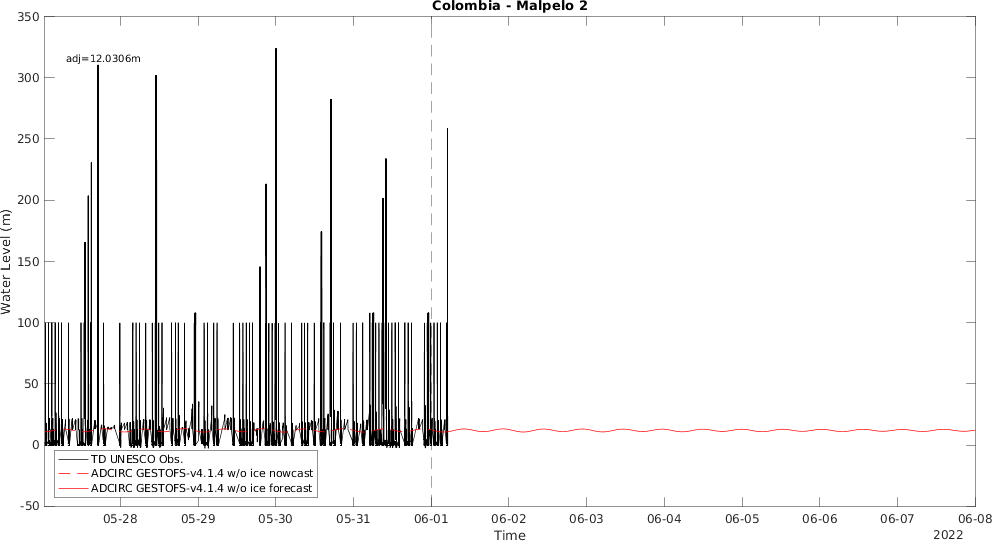 Colombia - Malpelo 2
350
300
250
200
150
100
50
0
-50
Water Level (m)
adj=12.0306m
TD UNESCO Obs.
ADCIRC GESTOFS-v4.1.4 w/o ice nowcast
ADCIRC GESTOFS-v4.1.4 w/o ice forecast
05-28 05-29 05-30 05-31 06-01 06-02 06-03 06-04 06-05 06-06 06-07 06-08
Time
2022